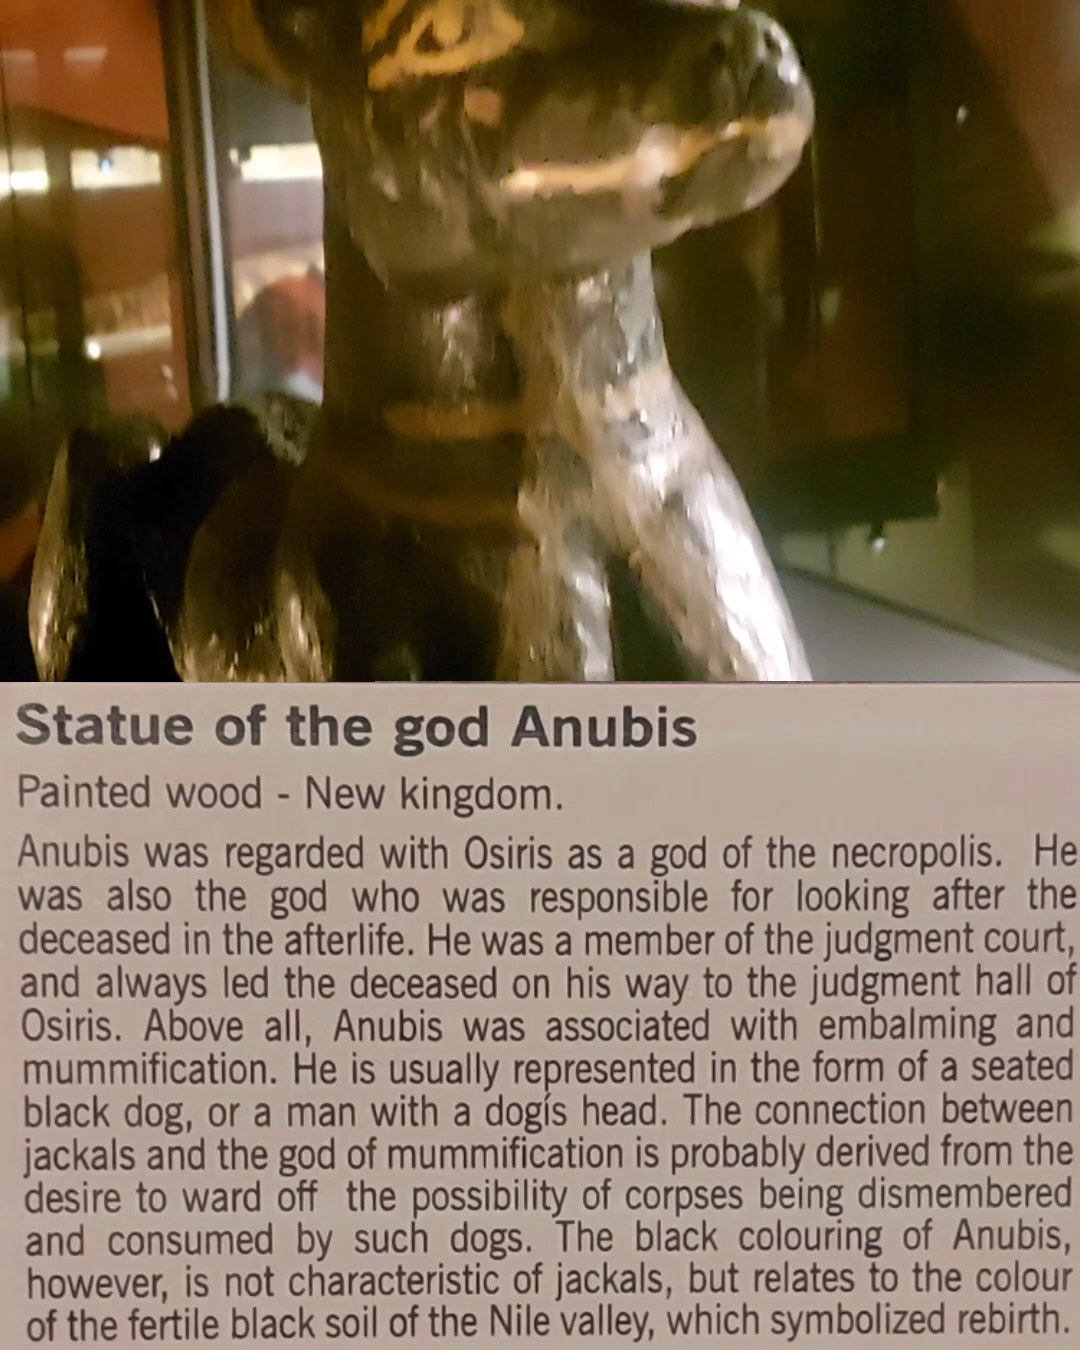 Statue of the god Anubis
Painted wood - New kingdom.
Anubis was regarded with Osiris as a god of the necropolis. He
was also the god who was responsible for looking after the
deceased in the afterlife. He was a member of the judgment court,
and always led the deceased on his way to the judgment hall of
Osiris. Above all, Anubis was associated with embalming and
mummification. He is usually represented in the form of a seated
black dog, or a man with a dogís head. The connection between
jackals and the god of mummification is probably derived from the
desire to ward off the possibility of corpses being dismembered
and consumed by such dogs. The black colouring of Anubis,
however, is not characteristic of jackals, but relates to the colour
of the fertile black soil of the Nile valley, which symbolized rebirth.